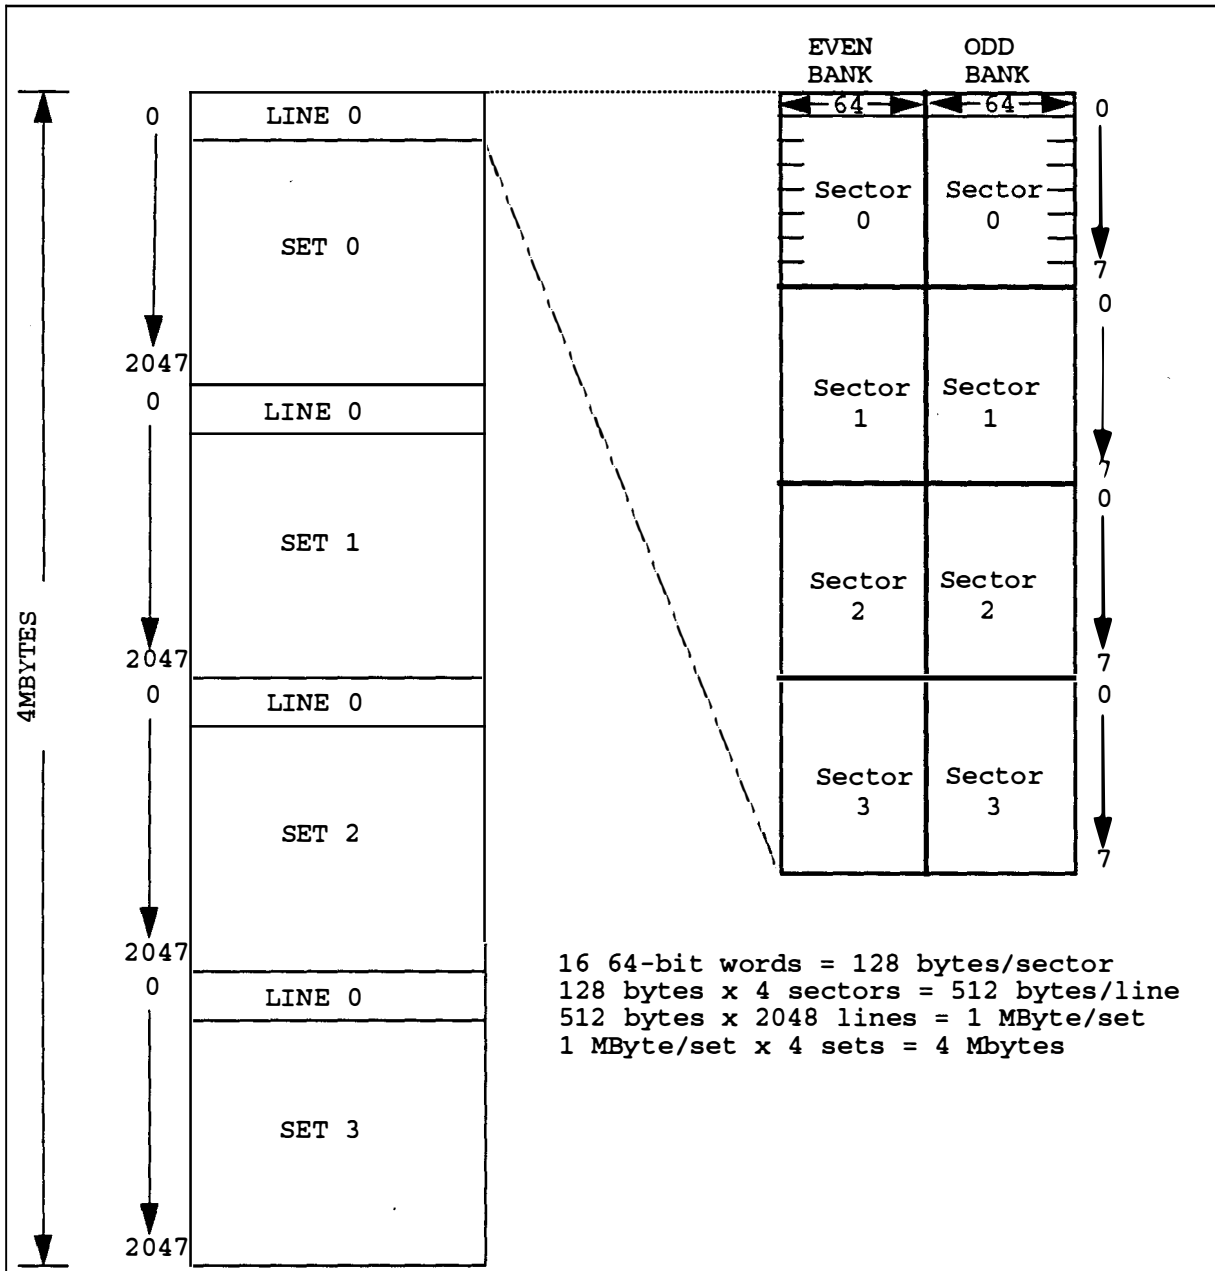 EVEN BANK
ODD BANK
64
64
4MBYTES
0
LINE 0
SET 0
2047
0
LINE 0
SET 1
2047
0
LINE 0
SET 2
2047
0
LINE 0
SET 3
2047
0
Sector 0
Sector 0
7
0
Sector 1
Sector 1
7
0
Sector 2
Sector 2
7
0
Sector 3
Sector 3
7
16 64-bit words = 128 bytes/sector
128 bytes x 4 sectors = 512 bytes/line
512 bytes x 2048 lines = 1 MByte/set
1 MByte/set x 4 sets = 4 Mbytes